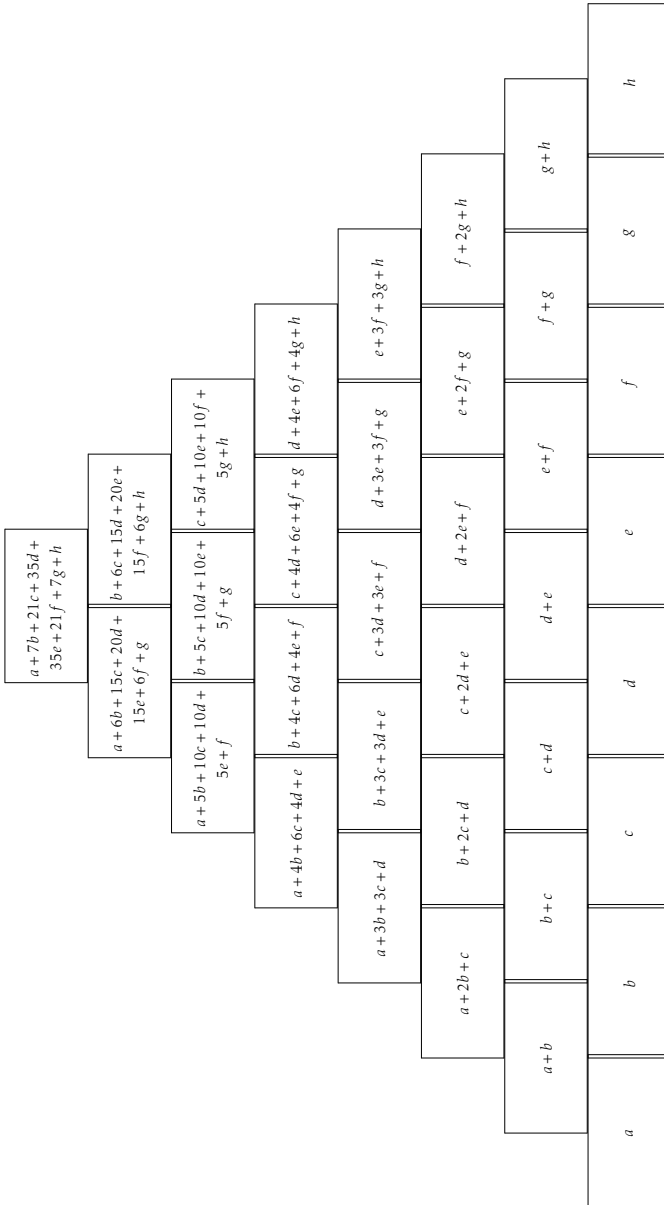 a + 7b + 21c + 35d +
35e + 21f + 7g + h
a + 6b + 15c + 20d +
15e + 6f + g
b + 6c + 15d + 20e +
15f + 6g + h
a + 5b + 10c + 10d +
5e + f
b + 5c + 10d + 10e +
5f + g
c + 5d + 10e + 10f +
5g + h
a + 4b + 6c + 4d + e
b + 4c + 6d + 4e + f
c + 4d + 6e + 4f + g
d + 4e + 6f + 4g + h
a + 3b + 3c + d
b + 3c + 3d + e
c + 3d + 3e + f
d + 3e + 3f + g
e + 3f + 3g + h
a + 2b + c
b + 2c + d
c + 2d + e
d + 2e + f
e + 2f + g
f + 2g + h
a + b
b + c
c + d
d + e
e + f
f + g
g + h
a
b
c
d
e
f
g
h